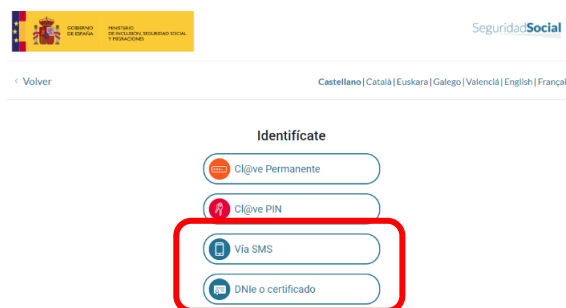 GOBIERNO DE ESPAÑA
MINISTERIO DE INCLUSIÓN, SEGURIDAD SOCIAL Y MIGRACIONES
SeguridadSocial
< Volver
Castellano | Català | Euskara | Galego | Valencià | English | Françai
Identifícate
Cl@ve Permanente
Cl@ve PIN
Vía SMS
DNIe o certificado